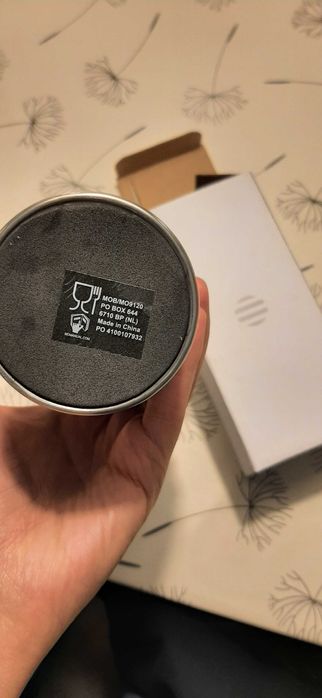 MOB/MO9120
PO BOX 644
6710 BP (NL)
Made in China
PO 4100107932